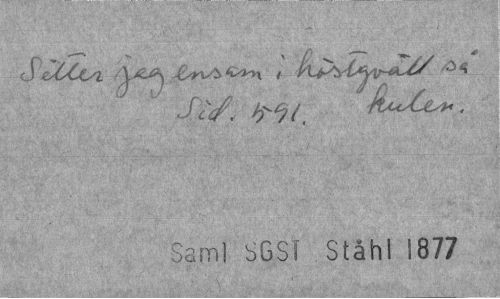 Sitter jag ensam i höstqväll så
Sid. 591. kulen.
Saml SGST Ståhl 1877